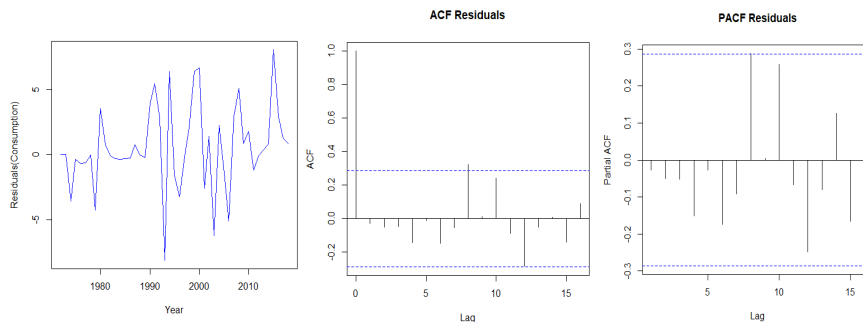 Residuals(Consumption)
5
0
-5
1980 1990 2000 2010
Year
ACF Residuals
ACF
1.0
0.8
0.6
0.4
0.2
0.0
-0.2
0 5 10 15
Lag
PACF Residuals
Partial ACF
0.3
0.2
0.1
0.0
-0.1
-0.2
-0.3
5 10 15
Lag